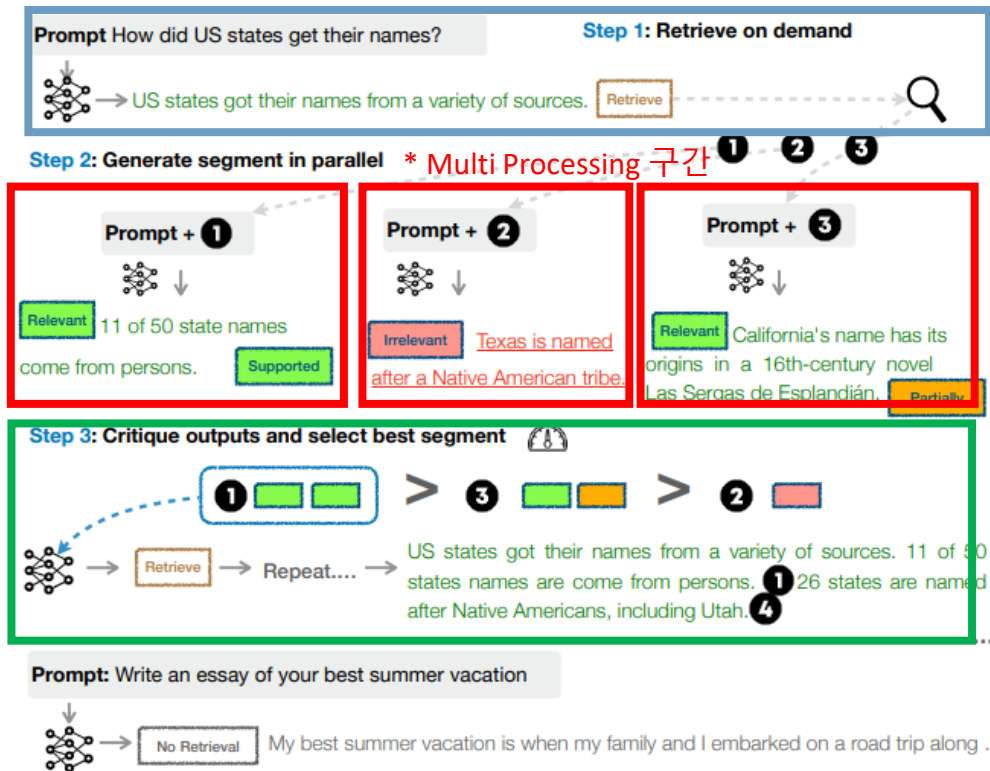 Prompt How did US states get their names?
Step 1: Retrieve on demand
US states got their names from a variety of sources.
Retrieve
Step 2: Generate segment in parallel
* Multi Processing 구간
1 2 3
Prompt + 1
Relevant
11 of 50 state names
come from persons.
Supported
Prompt + 2
Irrelevant
Texas is named
after a Native American tribe.
Prompt + 3
Relevant
California's name has its
origins in a 16th-century novel
Las Sergas de Esplandián.
Partially
Step 3: Critique outputs and select best segment
1 > 3 > 2
Retrieve
Repeat....
US states got their names from a variety of sources. 11 of 50
states names are come from persons. 1 26 states are named
after Native Americans, including Utah. 4
Prompt: Write an essay of your best summer vacation
No Retrieval
My best summer vacation is when my family and I embarked on a road trip along .